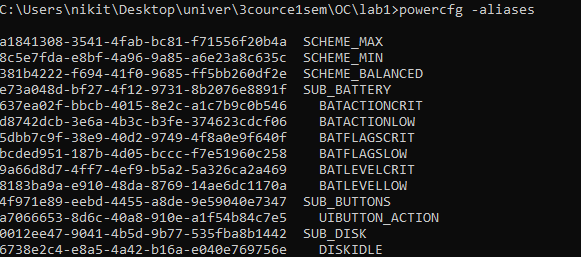 C:\Users\nikit\Desktop\univer\3cource1sem\OC\lab1>powercfg -aliases
a1841308-3541-4fab-bc81-f71556f20b4a SCHEME_MAX
8c5e7fda-e8bf-4a96-9a85-a6e23a8c635c SCHEME_MIN
381b4222-f694-41f0-9685-ff5bb260df2e SCHEME_BALANCED
e73a048d-bf27-4f12-9731-8b2076e8891f SUB_BATTERY
637ea02f-bbcb-4015-8e2c-a1c7b9c0b546 BATACTIONCRIT
d8742dcb-3e6a-4b3c-b3fe-374623cdcf06 BATACTIONLOW
5dbb7c9f-38e9-40d2-9749-4f8a0e9f640f BATFLAGSCRIT
bcded951-187b-4d05-bccc-f7e51960c258 BATFLAGSLOW
9a66d8d7-4ff7-4ef9-b5a2-5a326ca2a469 BATLEVELCRIT
8183ba9a-e910-48da-8769-14ae6dc1170a BATLEVELLOW
4f971e89-eebd-4455-a8de-9e59040e7347 SUB_BUTTONS
a7066653-8d6c-40a8-910e-a1f54b84c7e5 UIBUTTON_ACTION
0012ee47-9041-4b5d-9b77-535fba8b1442 SUB_DISK
6738e2c4-e8a5-4a42-b16a-e040e769756e DISKIDLE